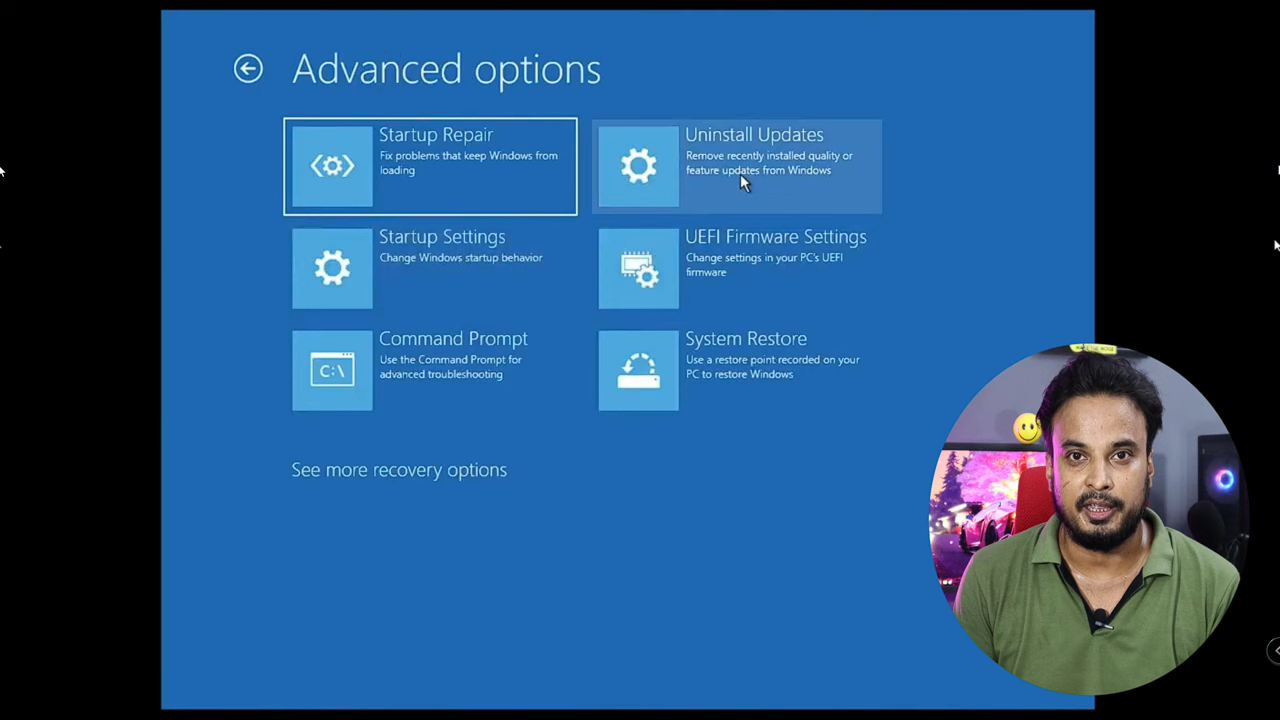 Advanced options
Startup Repair
Fix problems that keep Windows from
loading
Uninstall Updates
Remove recently installed quality or
feature updates from Windows
Startup Settings
Change Windows startup behavior
UEFI Firmware Settings
Change settings in your PC's UEFI
firmware
Command Prompt
Use the Command Prompt for
advanced troubleshooting
C:\
System Restore
Use a restore point recorded on your
PC to restore Windows
See more recovery options